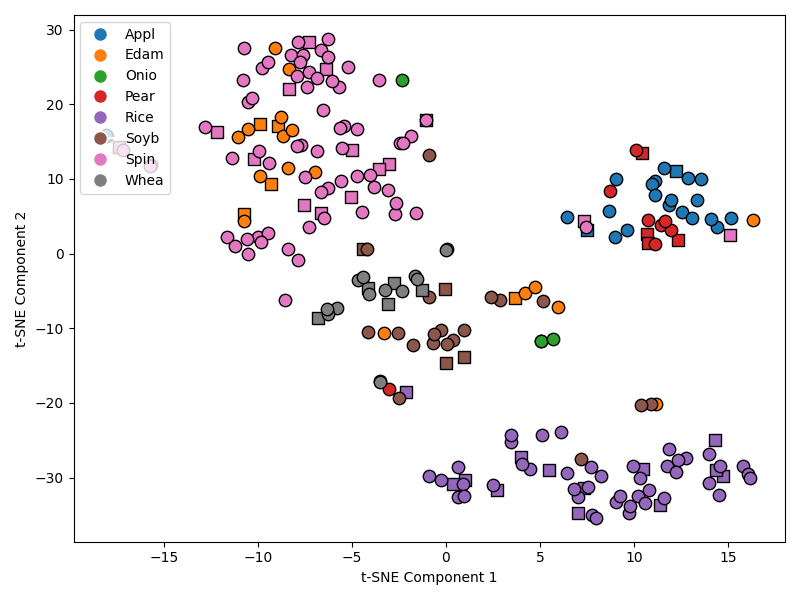 Appl
Edam
Onio
Pear
Rice
Soyb
Spin
Whea
30
20
10
0
−10
−20
−30
t-SNE Component 2
−15 −10 −5 0 5 10 15
t-SNE Component 1